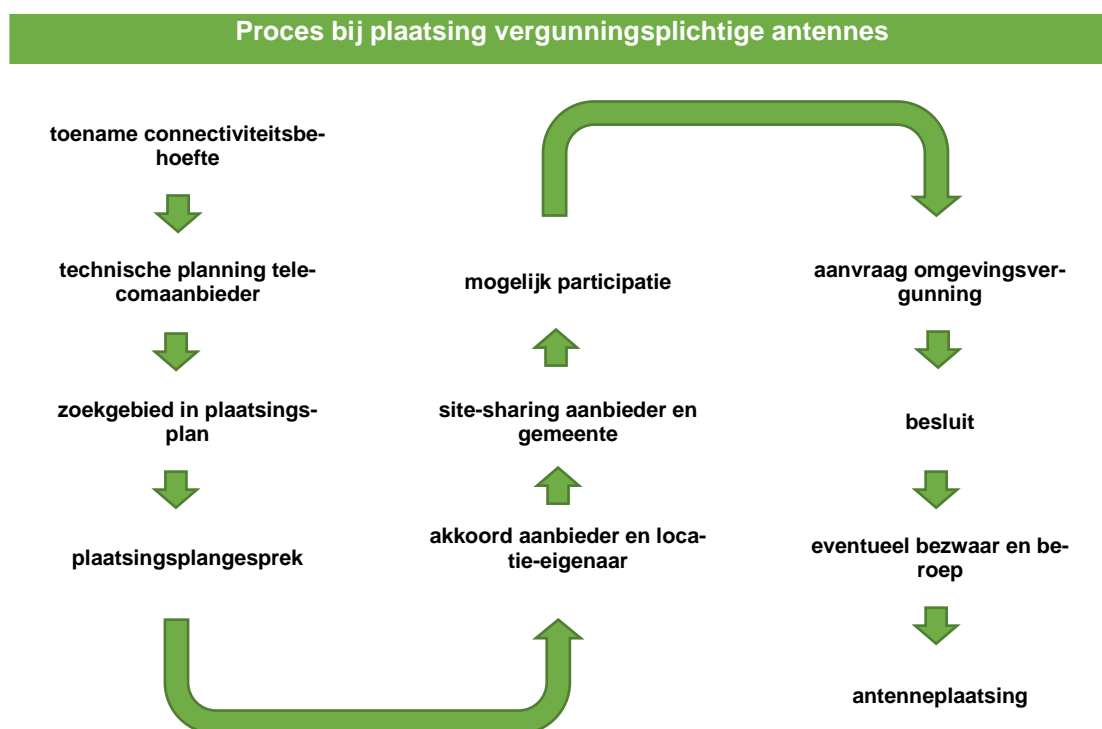 Proces bij plaatsing vergunningsplichtige antennes
toename connectiviteitsbe-
hoefte
technische planning tele-
comaanbieder
zoekgebied in plaatsings-
plan
plaatsingsplangesprek
akkoord aanbieder en loca-
tie-eigenaar
site-sharing aanbieder en
gemeente
mogelijk participatie
aanvraag omgevingsver-
gunning
besluit
eventueel bezwaar en be-
roep
antenneplaatsing